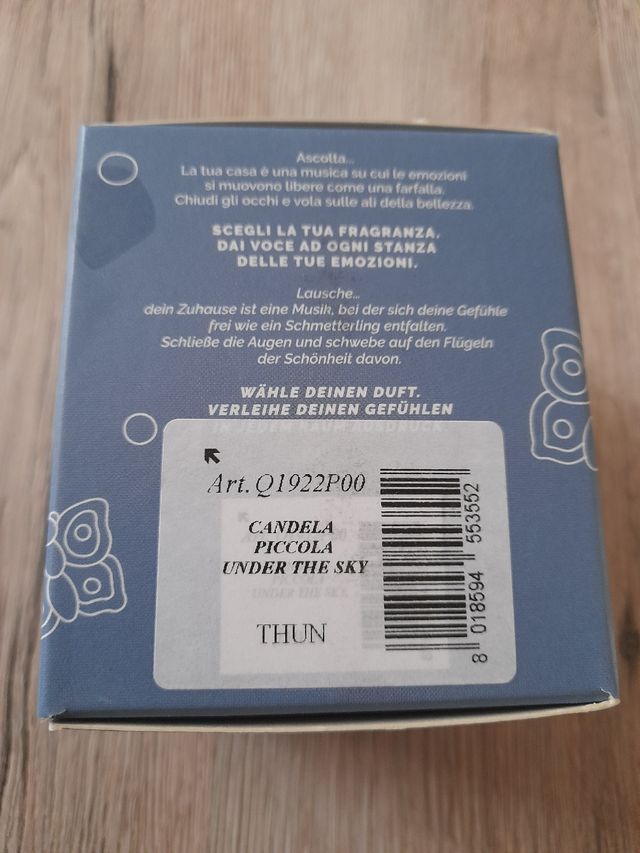 Ascolta...
La tua casa è una musica su cui le emozioni
si muovono libere come una farfalla.
Chiudi gli occhi e vola sulle ali della bellezza.
SCEGLI LA TUA FRAGRANZA.
DAI VOCE AD OGNI STANZA
DELLE TUE EMOZIONI.
Lausche...
dein Zuhause ist eine Musik, bei der sich deine Gefühle
frei wie ein Schmetterling entfalten.
Schließe die Augen und schwebe auf den Flügeln
der Schönheit davon.
WÄHLE DEINEN DUFT.
VERLEIHE DEINEN GEFÜHLEN
IN JEDEM RAUM AUSDRUCK.
Art. Q1922P00
CANDELA
PICCOLA
UNDER THE SKY
THUN
8 018594 553552